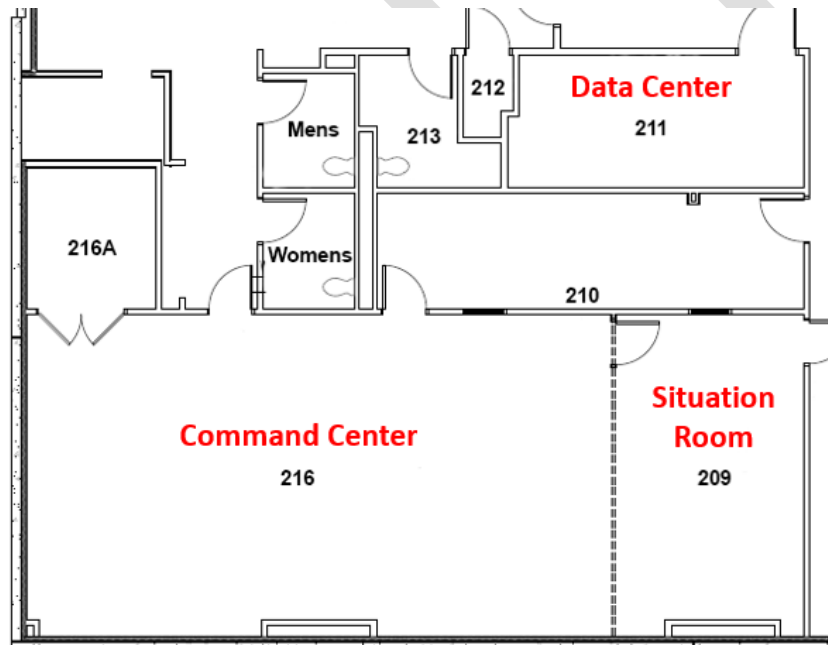 Data Center
212
211
Mens
213
216A
Womens
210
Situation
Room
Command Center
216
209